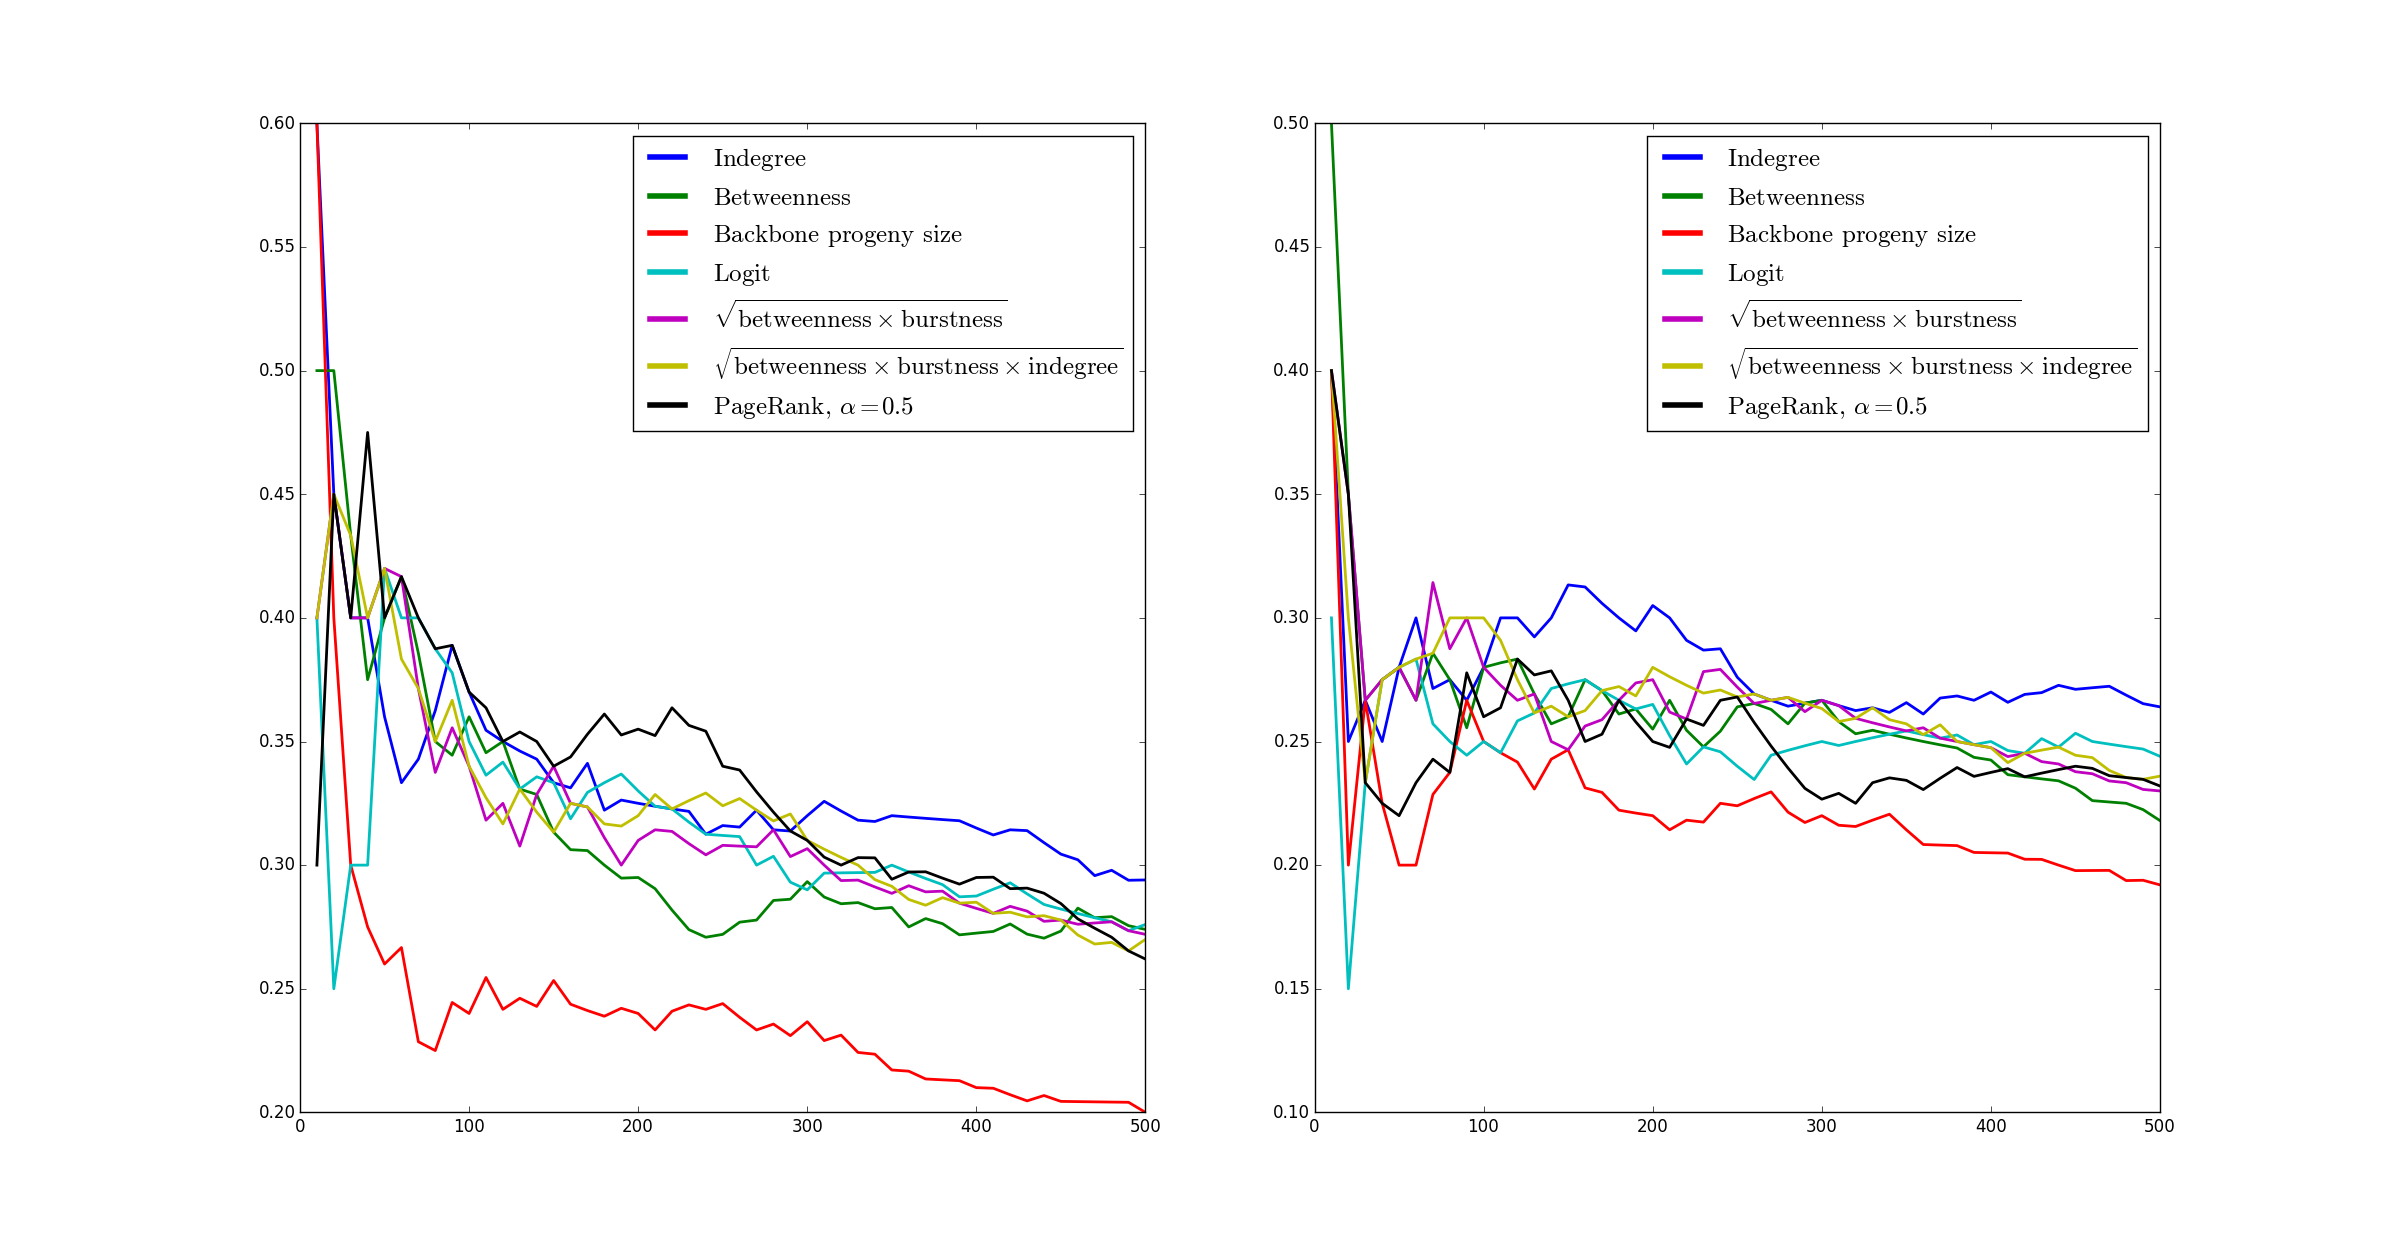 0.60
0.55
0.50
0.45
0.40
0.35
0.30
0.25
0.20
0 100 200 300 400 500
Indegree
Betweenness
Backbone progeny size
Logit
√betweenness × burstness
√betweenness × burstness × indegree
PageRank, α=0.5
0.50
0.45
0.40
0.35
0.30
0.25
0.20
0.15
0.10
0 100 200 300 400 500
Indegree
Betweenness
Backbone progeny size
Logit
√betweenness × burstness
√betweenness × burstness × indegree
PageRank, α=0.5